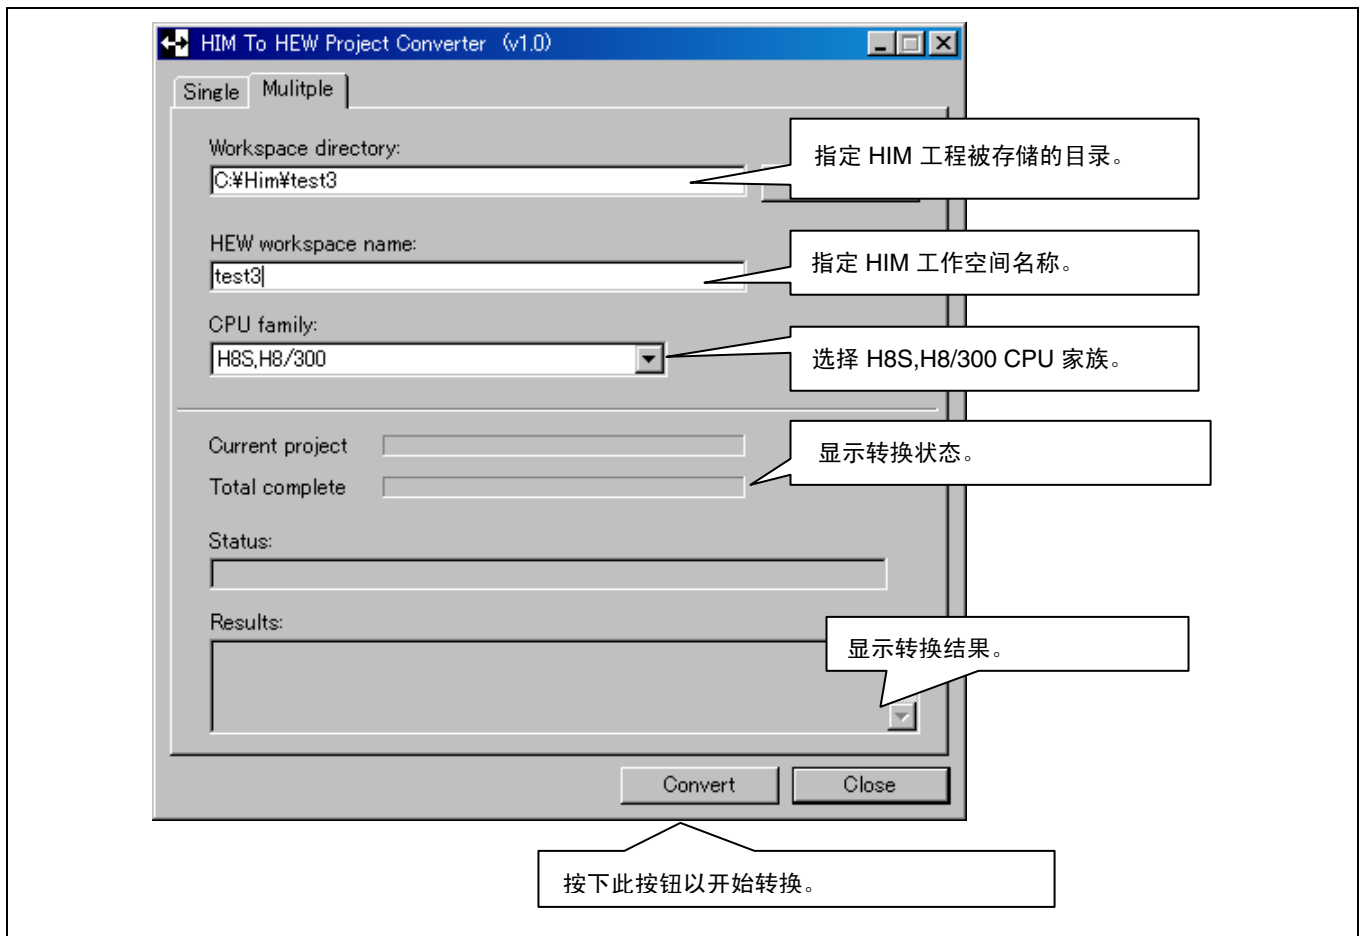 HIM To HEW Project Converter (v1.0)
Single Mulitple
Workspace directory:
C:¥Him¥test3
指定 HIM 工程被存储的目录。
HEW workspace name:
test3
指定 HIM 工作空间名称。
CPU family:
H8S,H8/300
选择 H8S,H8/300 CPU 家族。
Current project
显示转换状态。
Total complete
Status:
Results:
显示转换结果。
Convert Close
按下此按钮以开始转换。